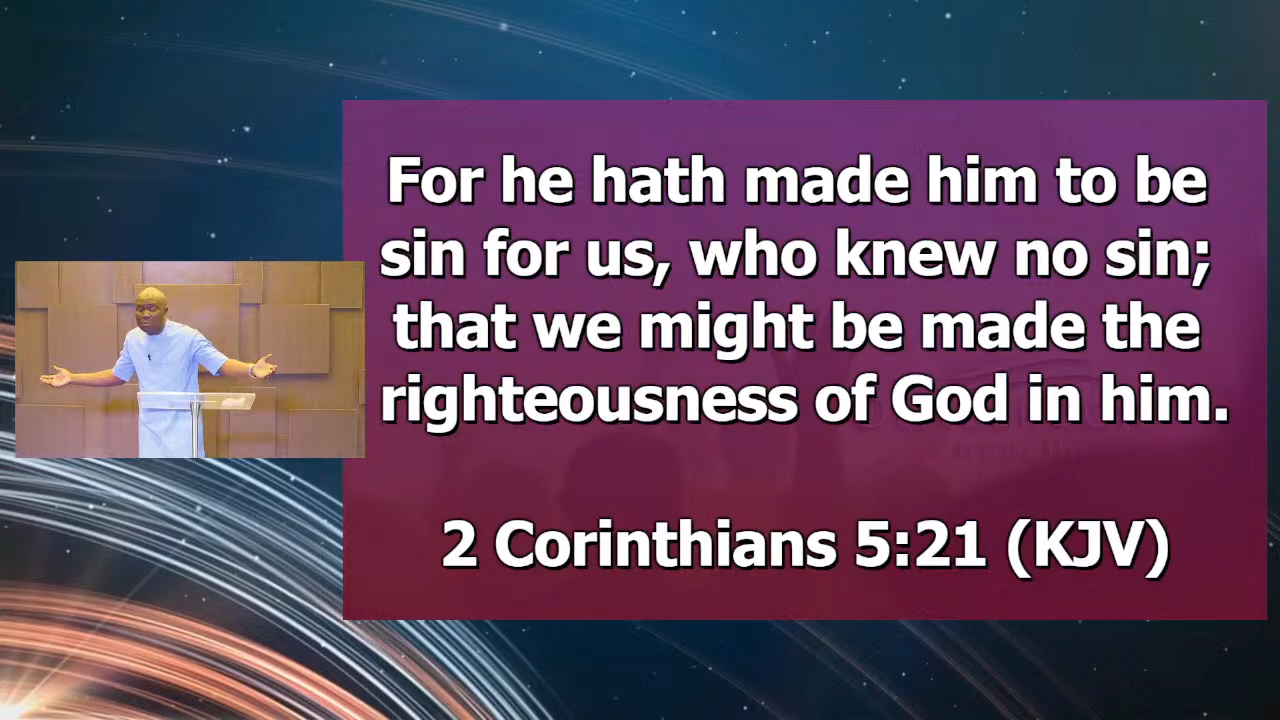 For he hath made him to be
sin for us, who knew no sin;
that we might be made the
righteousness of God in him.
2 Corinthians 5:21 (KJV)